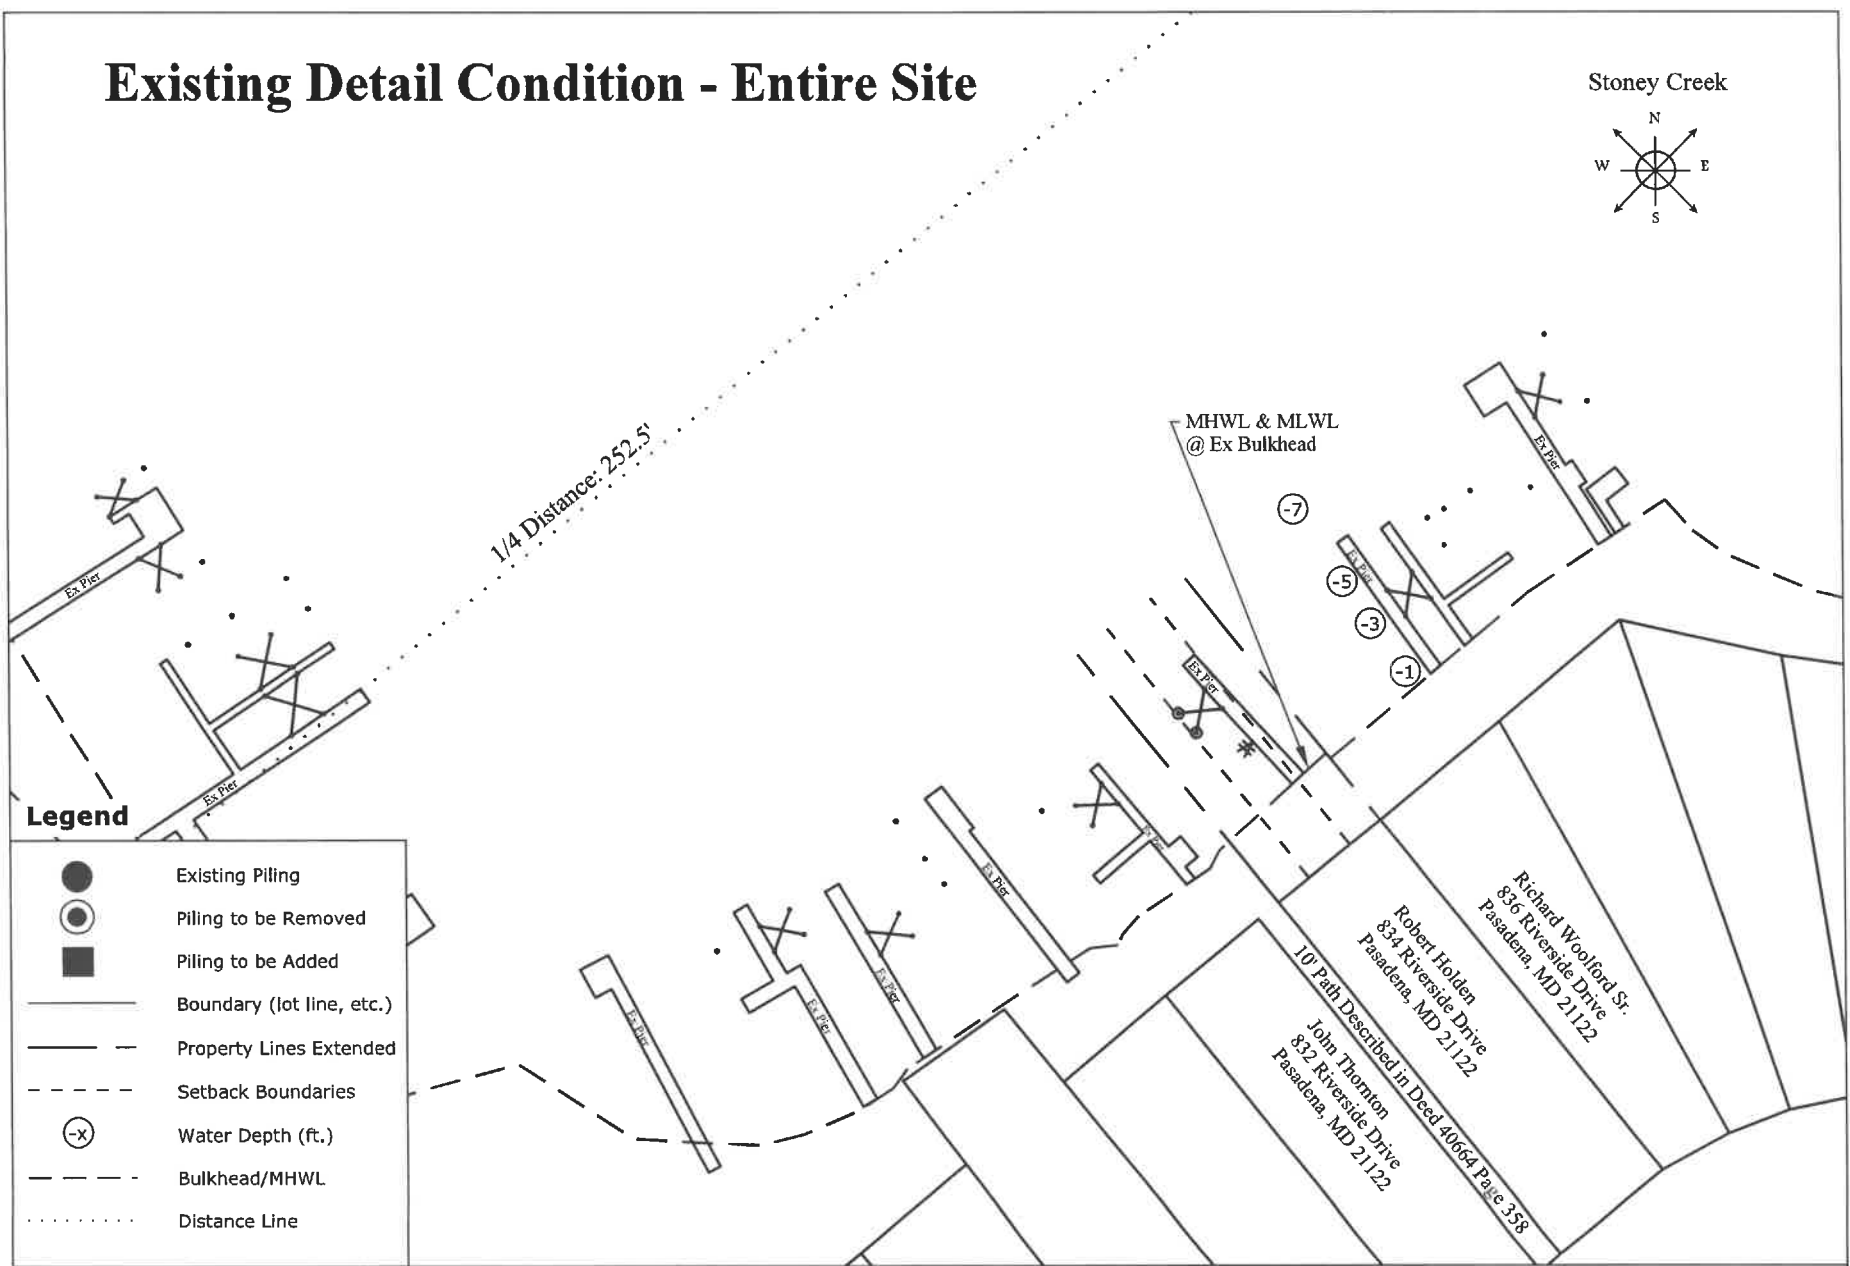 Existing Detail Condition - Entire Site
Stoney Creek
N
W
E
S
1/4 Distance: 252.5'
MHWL & MLWL
@ Ex Bulkhead
-7
-5
-3
-1
Ex Pier
Ex Pier
Ex Pier
Ex Pier
Ex Pier
Ex Pier
Ex Pier
Ex Pier
Ex Pier
Ex Pier
Richard Woolford Sr.
836 Riverside Drive
Pasadena, MD 21122
Robert Holden
834 Riverside Drive
Pasadena, MD 21122
10' Path Described in Deed 40664 Page 358
John Thornton
832 Riverside Drive
Pasadena, MD 21122
Legend
Existing Piling
Piling to be Removed
Piling to be Added
Boundary (lot line, etc.)
Property Lines Extended
Setback Boundaries
-x
Water Depth (ft.)
Bulkhead/MHWL
Distance Line